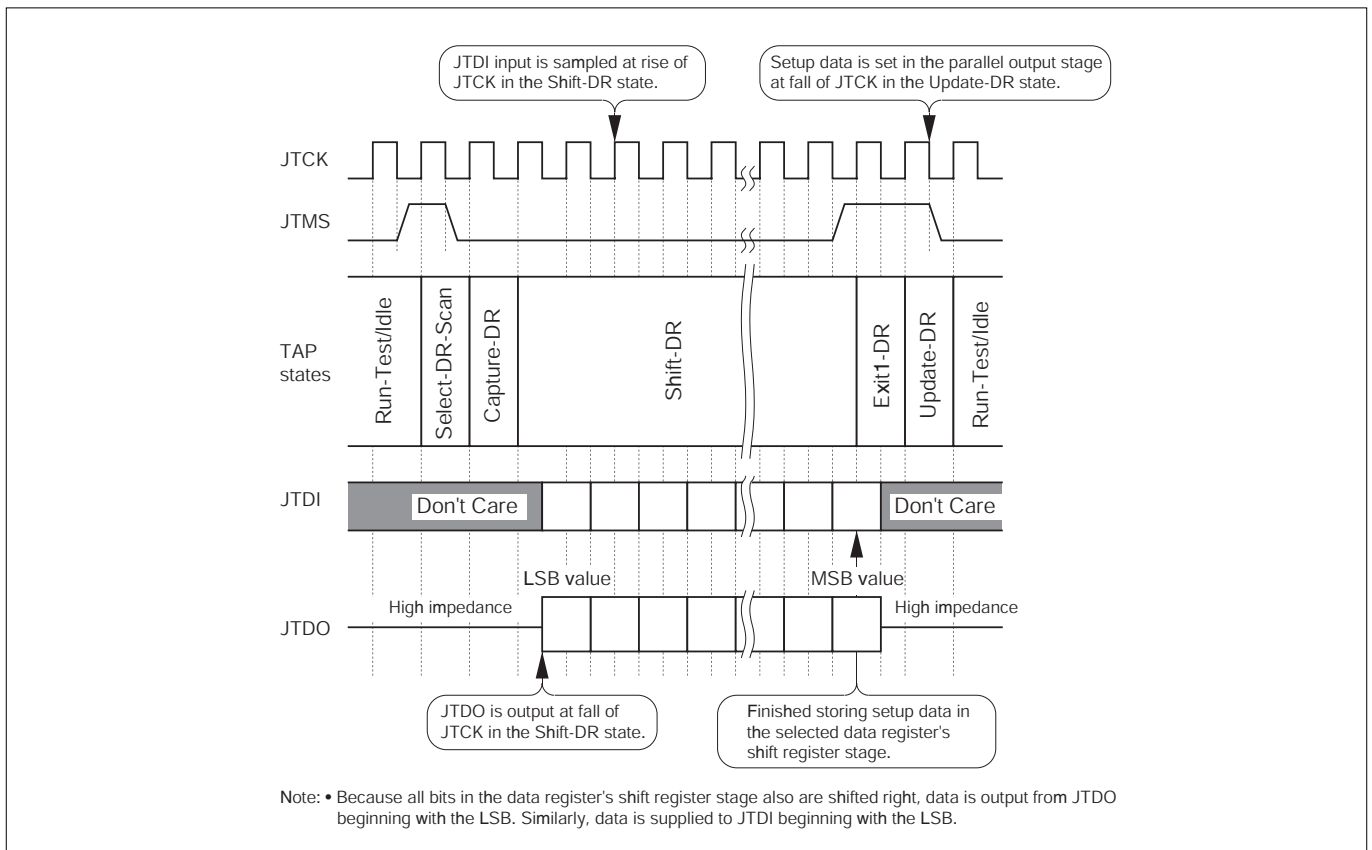 JTDI input is sampled at rise of
JTCK in the Shift-DR state.
Setup data is set in the parallel output stage
at fall of JTCK in the Update-DR state.
JTCK
JTMS
TAP
states
Run-Test/Idle
Select-DR-Scan
Capture-DR
Shift-DR
Exit1-DR
Update-DR
Run-Test/Idle
JTDI
Don't Care
Don't Care
LSB value
MSB value
High impedance
High impedance
JTDO
JTDO is output at fall of
JTCK in the Shift-DR state.
Finished storing setup data in
the selected data register's
shift register stage.
Note: • Because all bits in the data register's shift register stage also are shifted right, data is output from JTDO
beginning with the LSB. Similarly, data is supplied to JTDI beginning with the LSB.